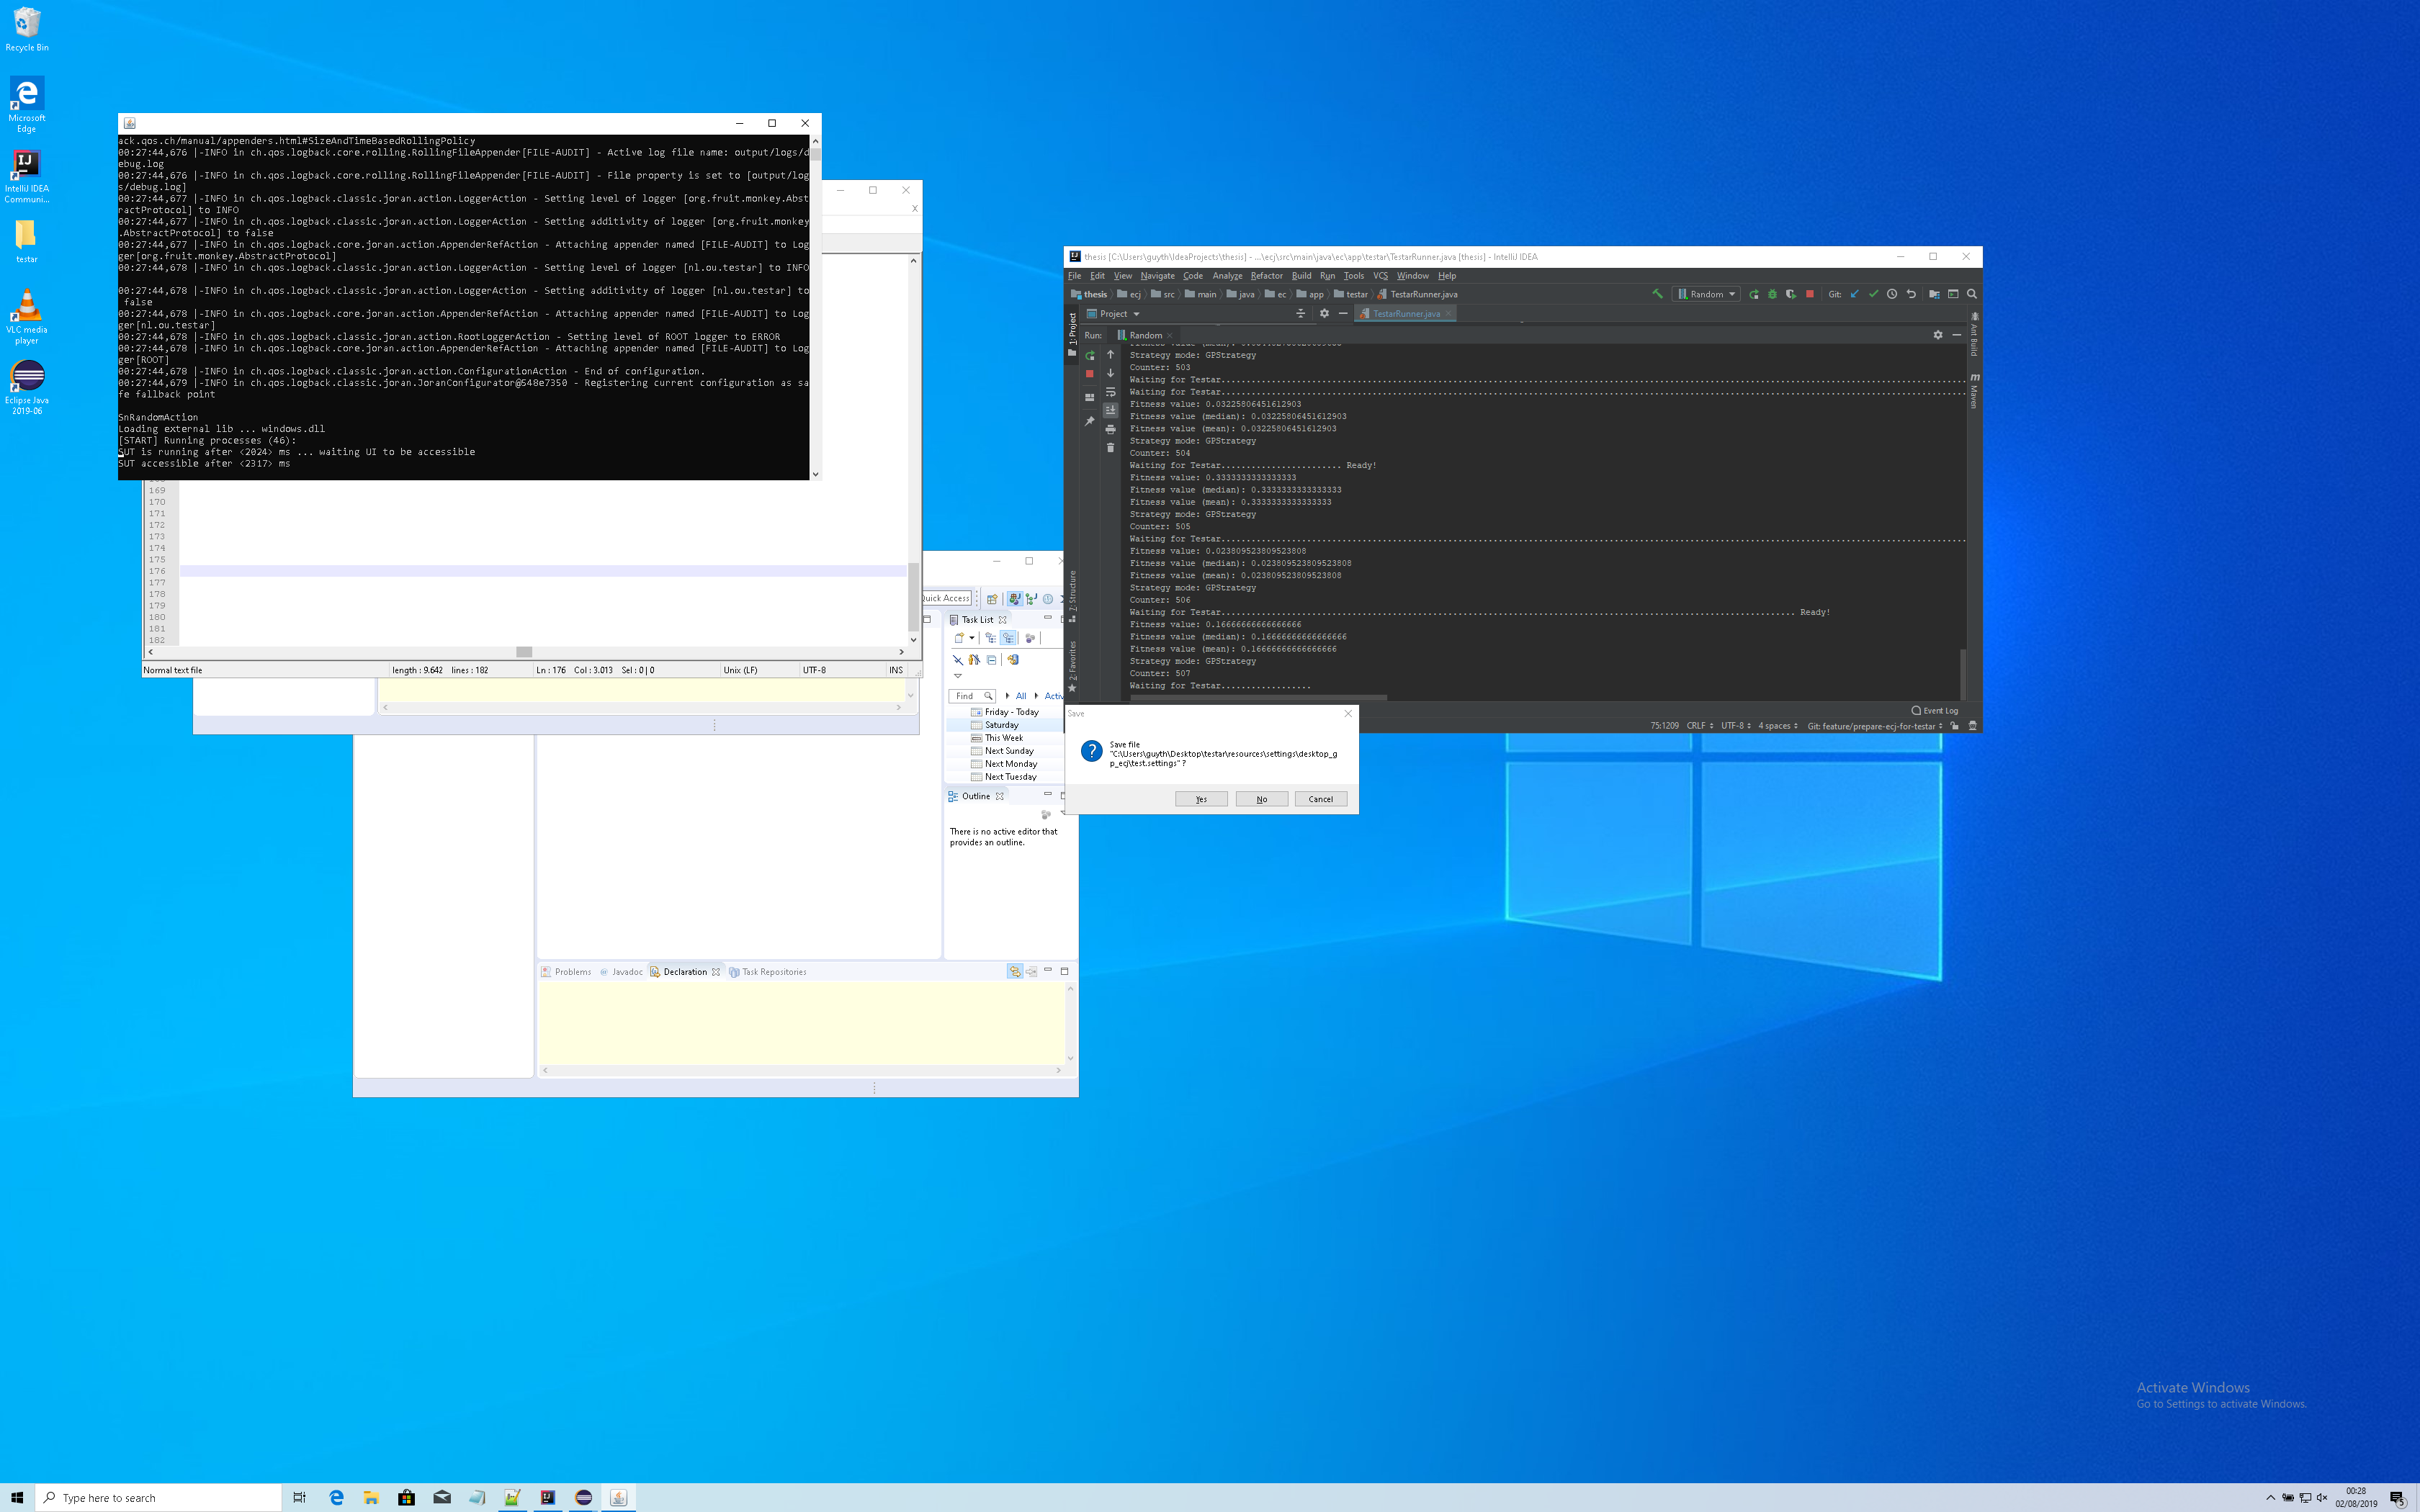 Recycle Bin
Microsoft
Edge
IntelliJ IDEA
Communi...
testar
VLC media
player
Eclipse Java
2019-06
ack.qos.ch/manual/appenders.html#SizeAndTimeBasedRollingPolicy
00:27:44,676 |-INFO in ch.qos.logback.core.rolling.RollingFileAppender[FILE-AUDIT] - Active log file name: output/logs/d
ebug.log
00:27:44,676 |-INFO in ch.qos.logback.core.rolling.RollingFileAppender[FILE-AUDIT] - File property is set to [output/log
s/debug.log]
00:27:44,677 |-INFO in ch.qos.logback.classic.joran.action.LoggerAction - Setting level of logger [org.fruit.monkey.Abst
ractProtocol] to INFO
00:27:44,677 |-INFO in ch.qos.logback.classic.joran.action.LoggerAction - Setting additivity of logger [org.fruit.monkey
.AbstractProtocol] to false
00:27:44,677 |-INFO in ch.qos.logback.core.joran.action.AppenderRefAction - Attaching appender named [FILE-AUDIT] to Log
ger[org.fruit.monkey.AbstractProtocol]
00:27:44,678 |-INFO in ch.qos.logback.classic.joran.action.LoggerAction - Setting level of logger [nl.ou.testar] to INFO
00:27:44,678 |-INFO in ch.qos.logback.classic.joran.action.LoggerAction - Setting additivity of logger [nl.ou.testar] to
false
00:27:44,678 |-INFO in ch.qos.logback.core.joran.action.AppenderRefAction - Attaching appender named [FILE-AUDIT] to Log
ger[nl.ou.testar]
00:27:44,678 |-INFO in ch.qos.logback.classic.joran.action.RootLoggerAction - Setting level of ROOT logger to ERROR
00:27:44,678 |-INFO in ch.qos.logback.core.joran.action.AppenderRefAction - Attaching appender named [FILE-AUDIT] to Log
ger[ROOT]
00:27:44,678 |-INFO in ch.qos.logback.classic.joran.action.ConfigurationAction - End of configuration.
00:27:44,679 |-INFO in ch.qos.logback.classic.joran.JoranConfigurator@548e7350 - Registering current configuration as sa
fe fallback point
SnRandomAction
Loading external lib ... windows.dll
[START] Running processes (46):
SUT is running after <2024> ms ... waiting UI to be accessible
SUT accessible after <2317> ms
169
170
171
172
173
174
175
176
177
178
179
180
181
182
Normal text file length : 9.642 lines : 182 Ln : 176 Col : 3.013 Sel : 0 | 0 Unix (LF) UTF-8 INS
Quick Access
Task List
Find All Activ
Friday - Today
Saturday
This Week
Next Sunday
Next Monday
Next Tuesday
Outline
There is no active editor that
provides an outline.
Problems Javadoc Declaration Task Repositories
thesis [C:\Users\guyth\IdeaProjects\thesis] - ...\ecj\src\main\java\ec\app\testar\TestarRunner.java [thesis] - IntelliJ IDEA
File Edit View Navigate Code Analyze Refactor Build Run Tools VCS Window Help
thesis ecj src main java ec app testar TestarRunner.java Random Git:
1: Project
Project TestarRunner.java
Run: Random
Strategy mode: GPStrategy
Counter: 503
Waiting for Testar......................................................................................................................................................
Waiting for Testar......................................................................................................................................................
Fitness value: 0.03225806451612903
Fitness value (median): 0.03225806451612903
Fitness value (mean): 0.03225806451612903
Strategy mode: GPStrategy
Counter: 504
Waiting for Testar........................ Ready!
Fitness value: 0.3333333333333333
Fitness value (median): 0.3333333333333333
Fitness value (mean): 0.3333333333333333
Strategy mode: GPStrategy
Counter: 505
Waiting for Testar......................................................................................................................................................
Fitness value: 0.023809523809523808
Fitness value (median): 0.023809523809523808
Fitness value (mean): 0.023809523809523808
Strategy mode: GPStrategy
Counter: 506
Waiting for Testar................................................................................................................... Ready!
Fitness value: 0.16666666666666666
Fitness value (median): 0.16666666666666666
Fitness value (mean): 0.16666666666666666
Strategy mode: GPStrategy
Counter: 507
Waiting for Testar..................
Ant Build
Maven
7: Structure
2: Favorites
Event Log
75:1209 CRLF UTF-8 4 spaces Git: feature/prepare-ecj-for-testar
Save
Save file
"C:\Users\guyth\Desktop\testar\resources\settings\desktop_g
p_ecj\test.settings" ?
Yes No Cancel
Activate Windows
Go to Settings to activate Windows.
Type here to search
00:28
02/08/2019
5